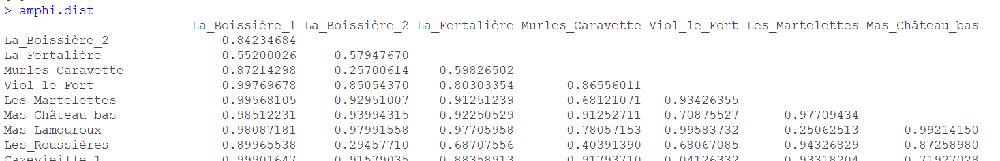 > amphi.dist
La_Boissière_1 La_Boissière_2 La_Fertalière Murles_Caravette Viol_le_Fort Les_Martelettes Mas_Château_bas
La_Boissière_2 0.84234684
La_Fertalière 0.55200026 0.57947670
Murles_Caravette 0.87214298 0.25700614 0.59826502
Viol_le_Fort 0.99769678 0.85054370 0.80303354 0.86556011
Les_Martelettes 0.99568105 0.92951007 0.91251239 0.68121071 0.93426355
Mas_Château_bas 0.98512231 0.93994315 0.92250529 0.91252711 0.70875527 0.97709434
Mas_Lamouroux 0.98087181 0.97991558 0.97705958 0.78057153 0.99583732 0.25062513 0.99214150
Les_Roussières 0.89965538 0.29457710 0.68707556 0.40391390 0.68067085 0.94326829 0.87258980
Cazevieille_1 0.99901647 0.91579035 0.88358913 0.91793710 0.04126332 0.93318204 0.71927028